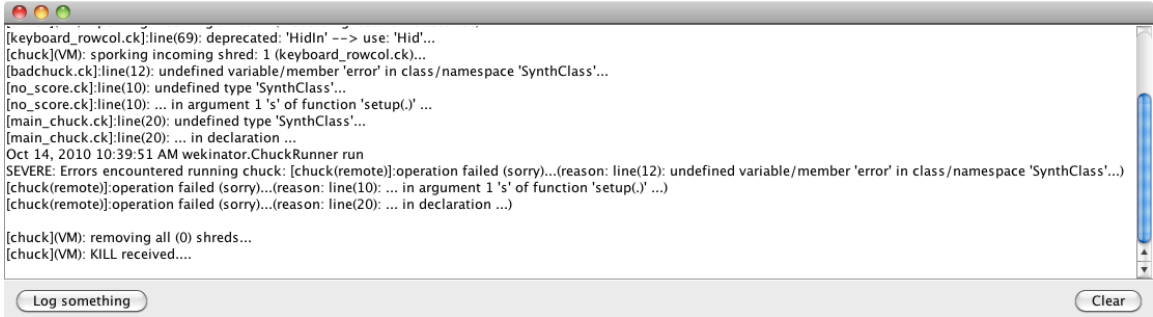 [keyboard_rowcol.ck]:line(69): deprecated: 'HidIn' --> use: 'Hid'...
[chuck](VM): sporking incoming shred: 1 (keyboard_rowcol.ck)...
[badchuck.ck]:line(12): undefined variable/member 'error' in class/namespace 'SynthClass'...
[no_score.ck]:line(10): undefined type 'SynthClass'...
[no_score.ck]:line(10): ... in argument 1 's' of function 'setup(.)' ...
[main_chuck.ck]:line(20): undefined type 'SynthClass'...
[main_chuck.ck]:line(20): ... in declaration ...
Oct 14, 2010 10:39:51 AM wekinator.ChuckRunner run
SEVERE: Errors encountered running chuck: [chuck(remote)]:operation failed (sorry)...(reason: line(12): undefined variable/member 'error' in class/namespace 'SynthClass'...)
[chuck(remote)]:operation failed (sorry)...(reason: line(10): ... in argument 1 's' of function 'setup(.)' ...)
[chuck(remote)]:operation failed (sorry)...(reason: line(20): ... in declaration ...)
[chuck](VM): removing all (0) shreds...
[chuck](VM): KILL received....
Log something
Clear